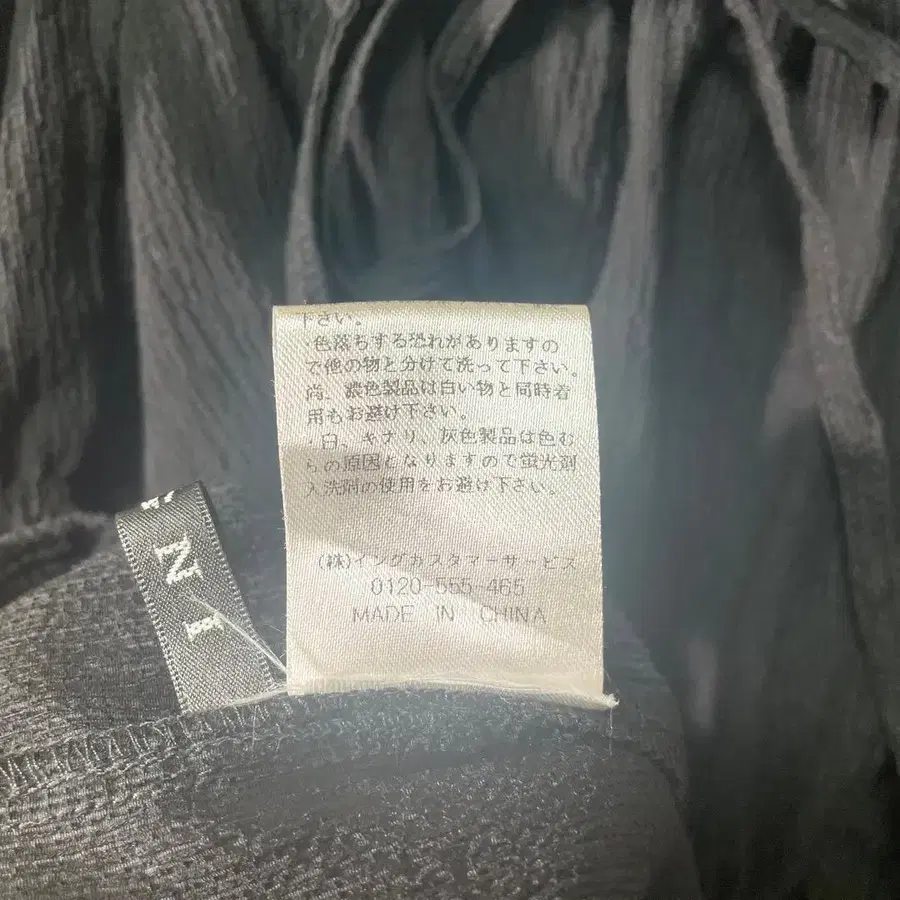 下さい。
・色落ちする恐れがありますの
で他の物と分けて洗って下さい。
尚、濃色製品は白い物と同時着
用もお避け下さい。
・白、キナリ、灰色製品は色む
らの原因となりますので蛍光剤
入洗剤の使用をお避け下さい。
(株)イングカスタマーサービス
0120-555-465
MADE IN CHINA
N
I